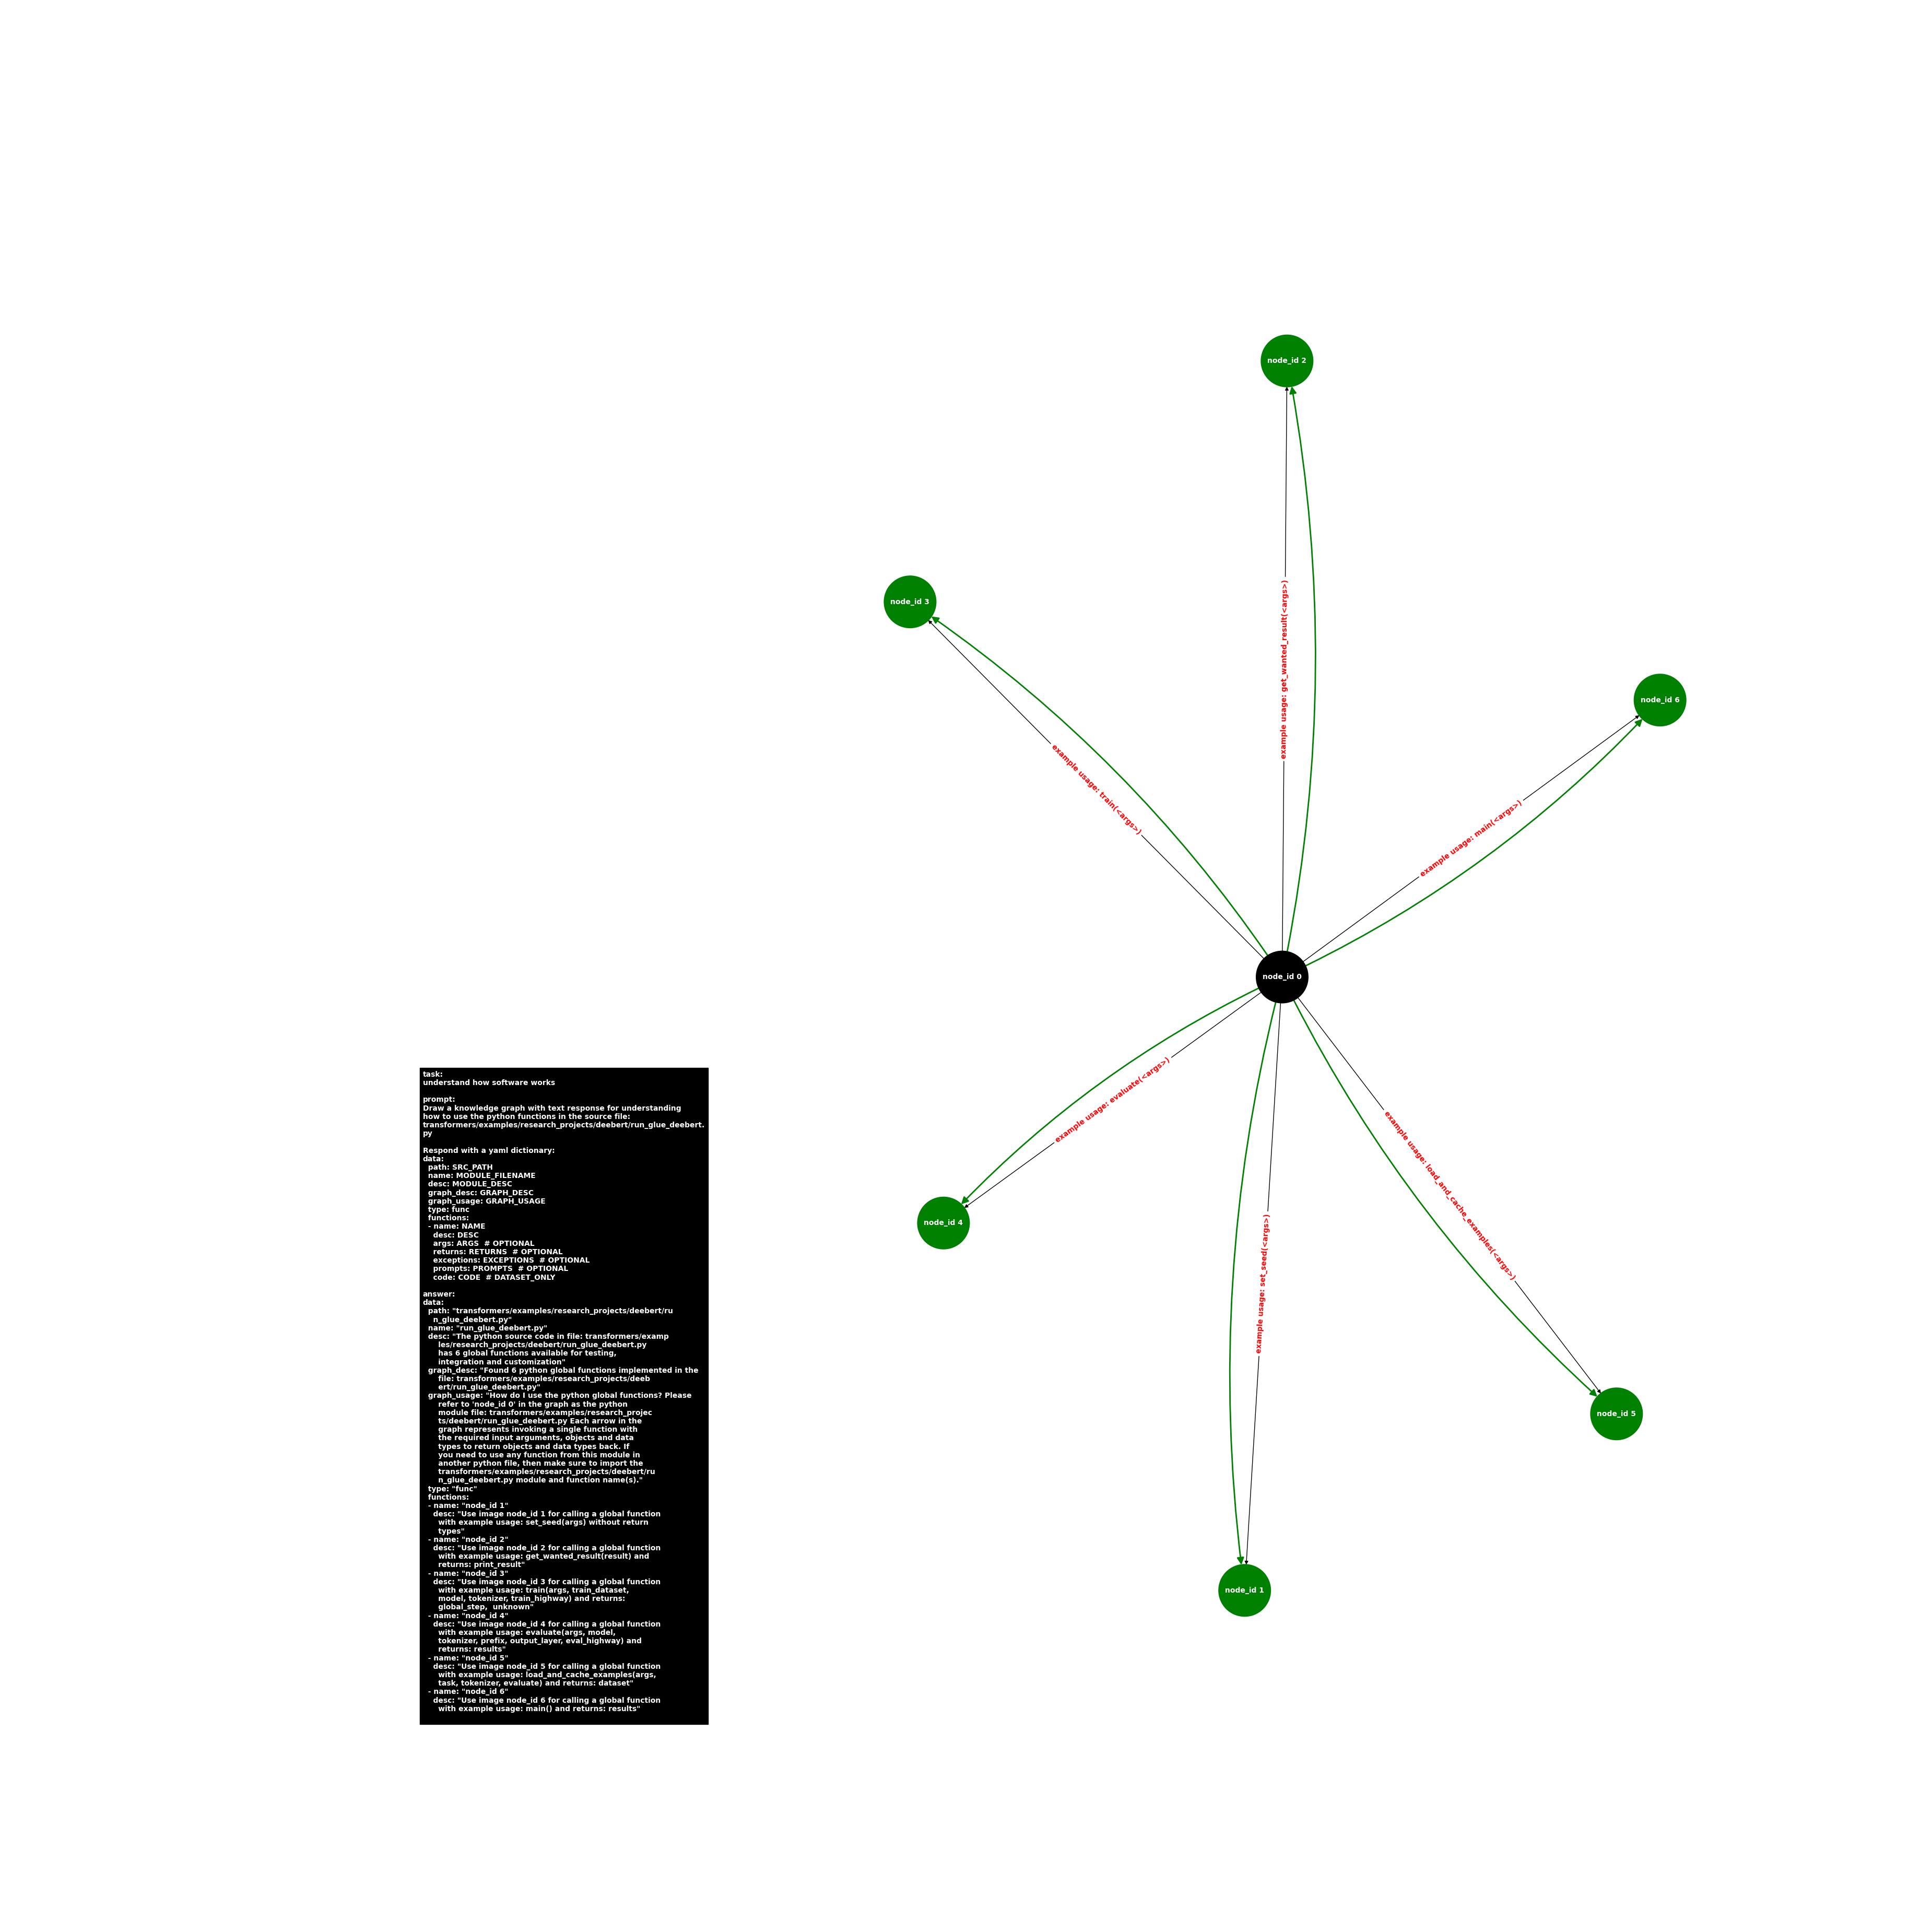 node_id 2
node_id 3
node_id 6
example usage: get_wanted_result(<args>)
example usage: train(<args>)
example usage: main(<args>)
node_id 0
example usage: evaluate(<args>)
example usage: load_and_cache_examples(<args>)
example usage: set_seed(<args>)
node_id 4
node_id 5
node_id 1
task:
understand how software works

prompt:
Draw a knowledge graph with text response for understanding
how to use the python functions in the source file:
transformers/examples/research_projects/deebert/run_glue_deebert.
py

Respond with a yaml dictionary:
data:
  path: SRC_PATH
  name: MODULE_FILENAME
  desc: MODULE_DESC
  graph_desc: GRAPH_DESC
  graph_usage: GRAPH_USAGE
  type: func
  functions:
  - name: NAME
    desc: DESC
    args: ARGS  # OPTIONAL
    returns: RETURNS  # OPTIONAL
    exceptions: EXCEPTIONS  # OPTIONAL
    prompts: PROMPTS  # OPTIONAL
    code: CODE  # DATASET_ONLY

answer:
data:
  path: "transformers/examples/research_projects/deebert/ru
    n_glue_deebert.py"
  name: "run_glue_deebert.py"
  desc: "The python source code in file: transformers/examp
      les/research_projects/deebert/run_glue_deebert.py
      has 6 global functions available for testing,
      integration and customization"
  graph_desc: "Found 6 python global functions implemented in the
      file: transformers/examples/research_projects/deeb
      ert/run_glue_deebert.py"
  graph_usage: "How do I use the python global functions? Please
      refer to 'node_id 0' in the graph as the python
      module file: transformers/examples/research_projec
      ts/deebert/run_glue_deebert.py Each arrow in the
      graph represents invoking a single function with
      the required input arguments, objects and data
      types to return objects and data types back. If
      you need to use any function from this module in
      another python file, then make sure to import the
      transformers/examples/research_projects/deebert/ru
      n_glue_deebert.py module and function name(s)."
  type: "func"
  functions:
  - name: "node_id 1"
    desc: "Use image node_id 1 for calling a global function
      with example usage: set_seed(args) without return
      types"
  - name: "node_id 2"
    desc: "Use image node_id 2 for calling a global function
      with example usage: get_wanted_result(result) and
      returns: print_result"
  - name: "node_id 3"
    desc: "Use image node_id 3 for calling a global function
      with example usage: train(args, train_dataset,
      model, tokenizer, train_highway) and returns:
      global_step,  unknown"
  - name: "node_id 4"
    desc: "Use image node_id 4 for calling a global function
      with example usage: evaluate(args, model,
      tokenizer, prefix, output_layer, eval_highway) and
      returns: results"
  - name: "node_id 5"
    desc: "Use image node_id 5 for calling a global function
      with example usage: load_and_cache_examples(args,
      task, tokenizer, evaluate) and returns: dataset"
  - name: "node_id 6"
    desc: "Use image node_id 6 for calling a global function
      with example usage: main() and returns: results"